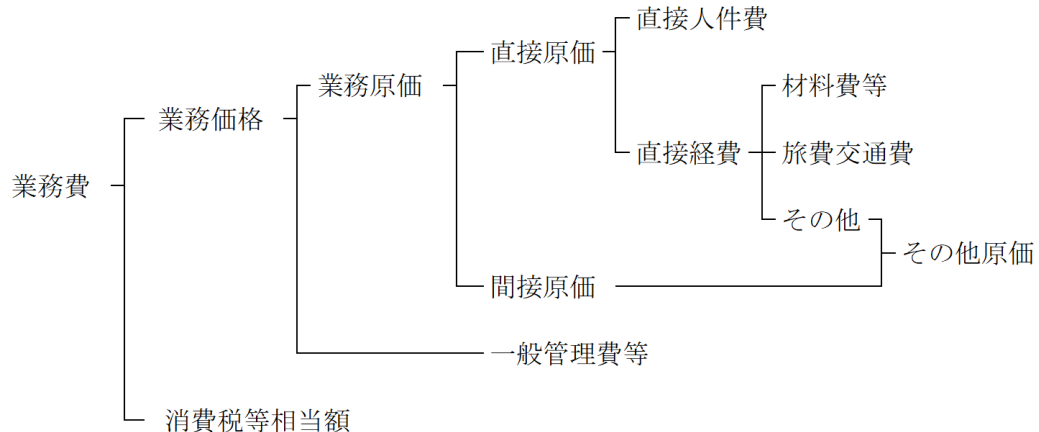 直接人件費
直接原価
業務原価
材料費等
業務価格
直接経費
旅費交通費
業務費
その他
その他原価
間接原価
一般管理費等
消費税等相当額